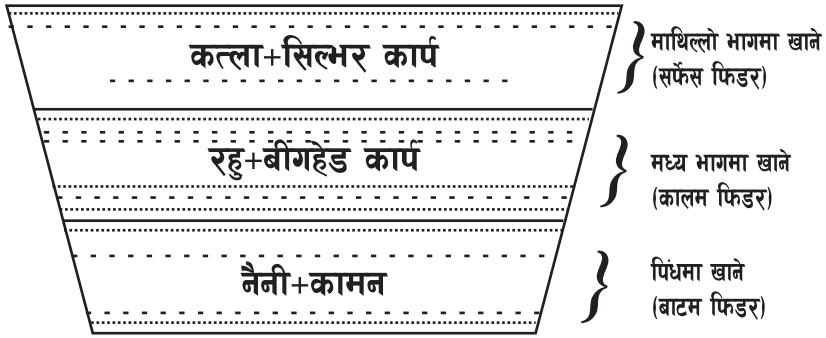 कत्ला+सिल्भर कार्प
माथिल्लो भागमा खाने
(सर्फेस फिडर)
रहु+बीगहेड कार्प
मध्य भागमा खाने
(कालम फिडर)
नैनी+कामन
पिंधमा खाने
(बाटम फिडर)